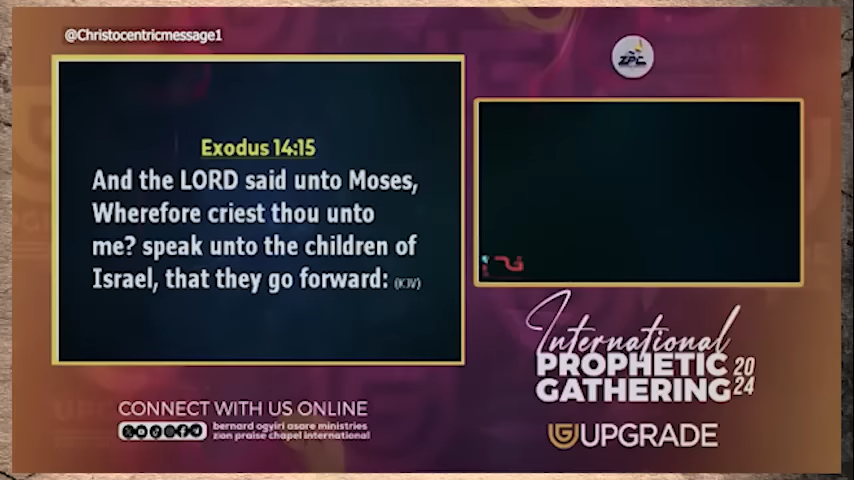 @Christocentricmessage1
ZPC
Exodus 14:15
And the LORD said unto Moses,
Wherefore criest thou unto
me? speak unto the children of
Israel, that they go forward: (KJV)
International
PROPHETIC
GATHERING
2024
UPGRADE
CONNECT WITH US ONLINE
bernard ogyiri asare ministries
zion praise chapel international